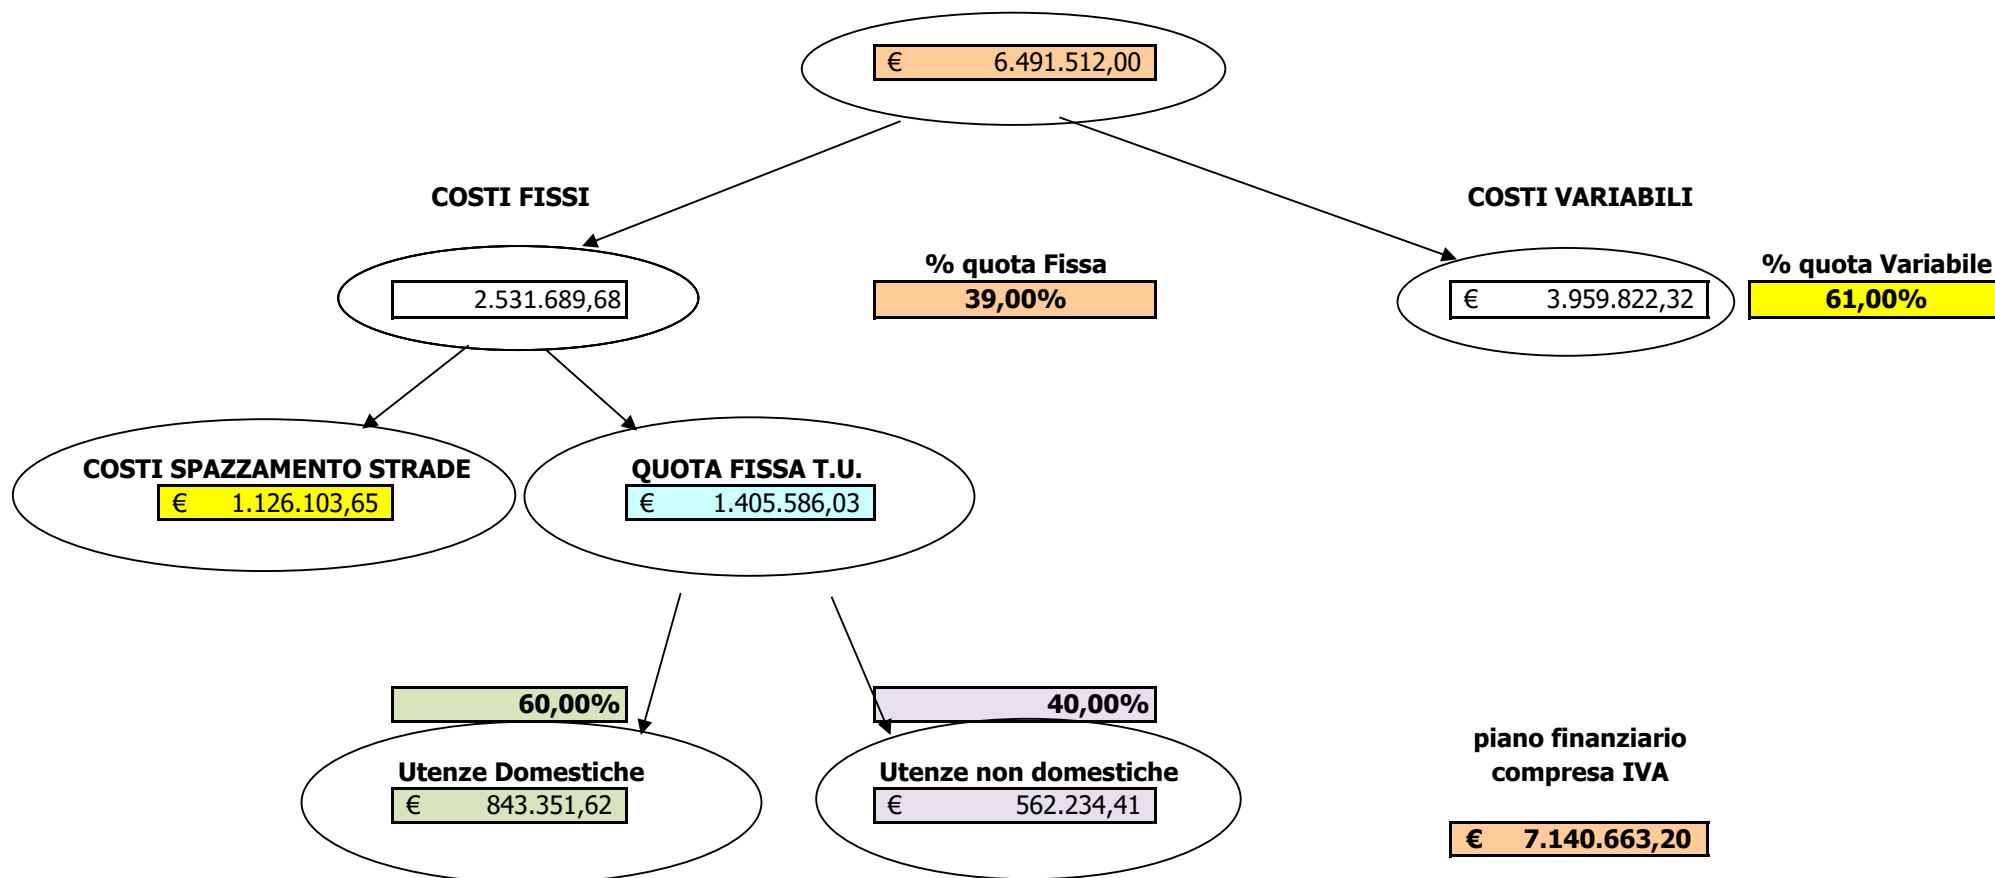 € 6.491.512,00
COSTI FISSI
COSTI VARIABILI
% quota Fissa
% quota Variabile
2.531.689,68
39,00%
€ 3.959.822,32
61,00%
COSTI SPAZZAMENTO STRADE
QUOTA FISSA T.U.
€ 1.126.103,65
€ 1.405.586,03
60,00%
40,00%
piano finanziario
compresa IVA
Utenze Domestiche
Utenze non domestiche
€ 843.351,62
€ 562.234,41
€ 7.140.663,20